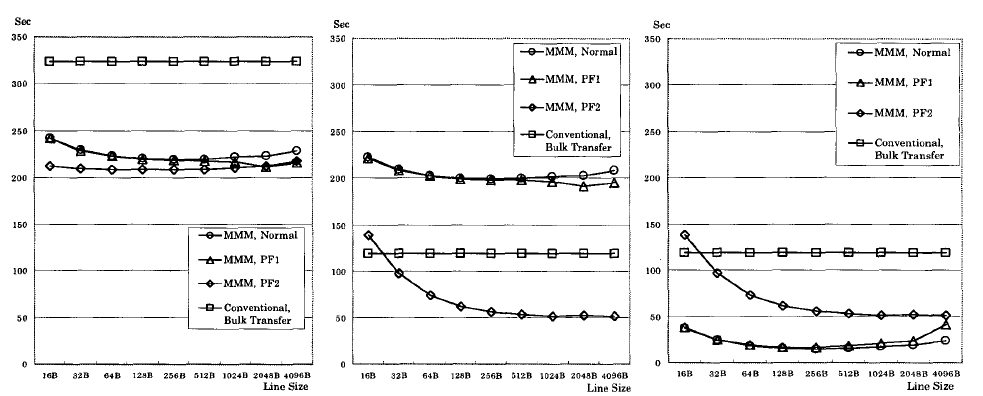 Sec
350
300
250
200
150
100
50
0
16B 32B 64B 128B 256B 512B 1024B 2048B 4096B
Line Size
MMM, Normal
MMM, PF1
MMM, PF2
Conventional,
Bulk Transfer
Sec
350
300
250
200
150
100
50
0
16B 32B 64B 128B 256B 512B 1024B 2048B 4096B
Line Size
MMM, Normal
MMM, PF1
MMM, PF2
Conventional,
Bulk Transfer
Sec
350
300
250
200
150
100
50
0
16B 32B 64B 128B 256B 512B 1024B 2048B 4096B
Line Size
MMM, Normal
MMM, PF1
MMM, PF2
Conventional,
Bulk Transfer